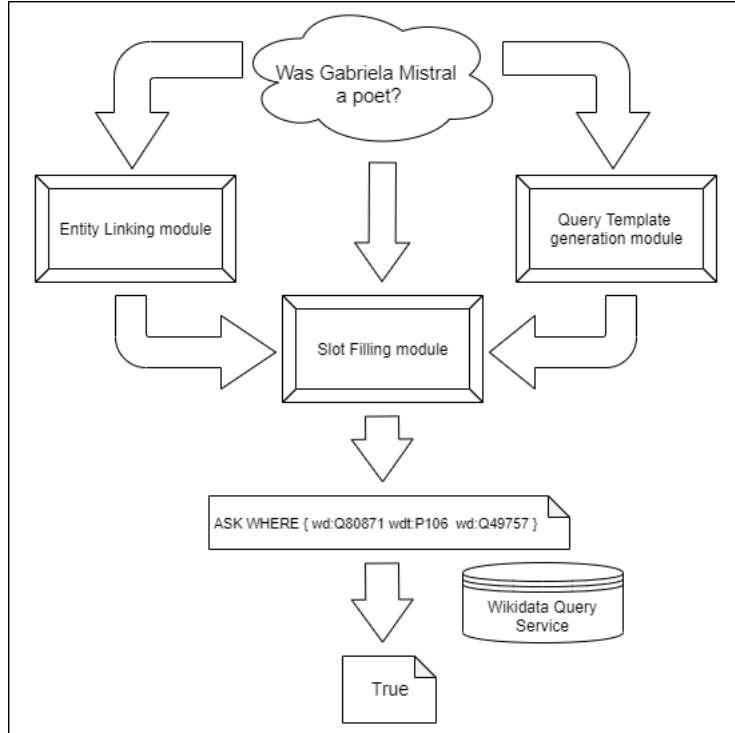 Was Gabriela Mistral
a poet?
Entity Linking module
Query Template
generation module
Slot Filling module
ASK WHERE { wd:Q80871 wdt:P106  wd:Q49757 }
Wikidata Query
Service
True